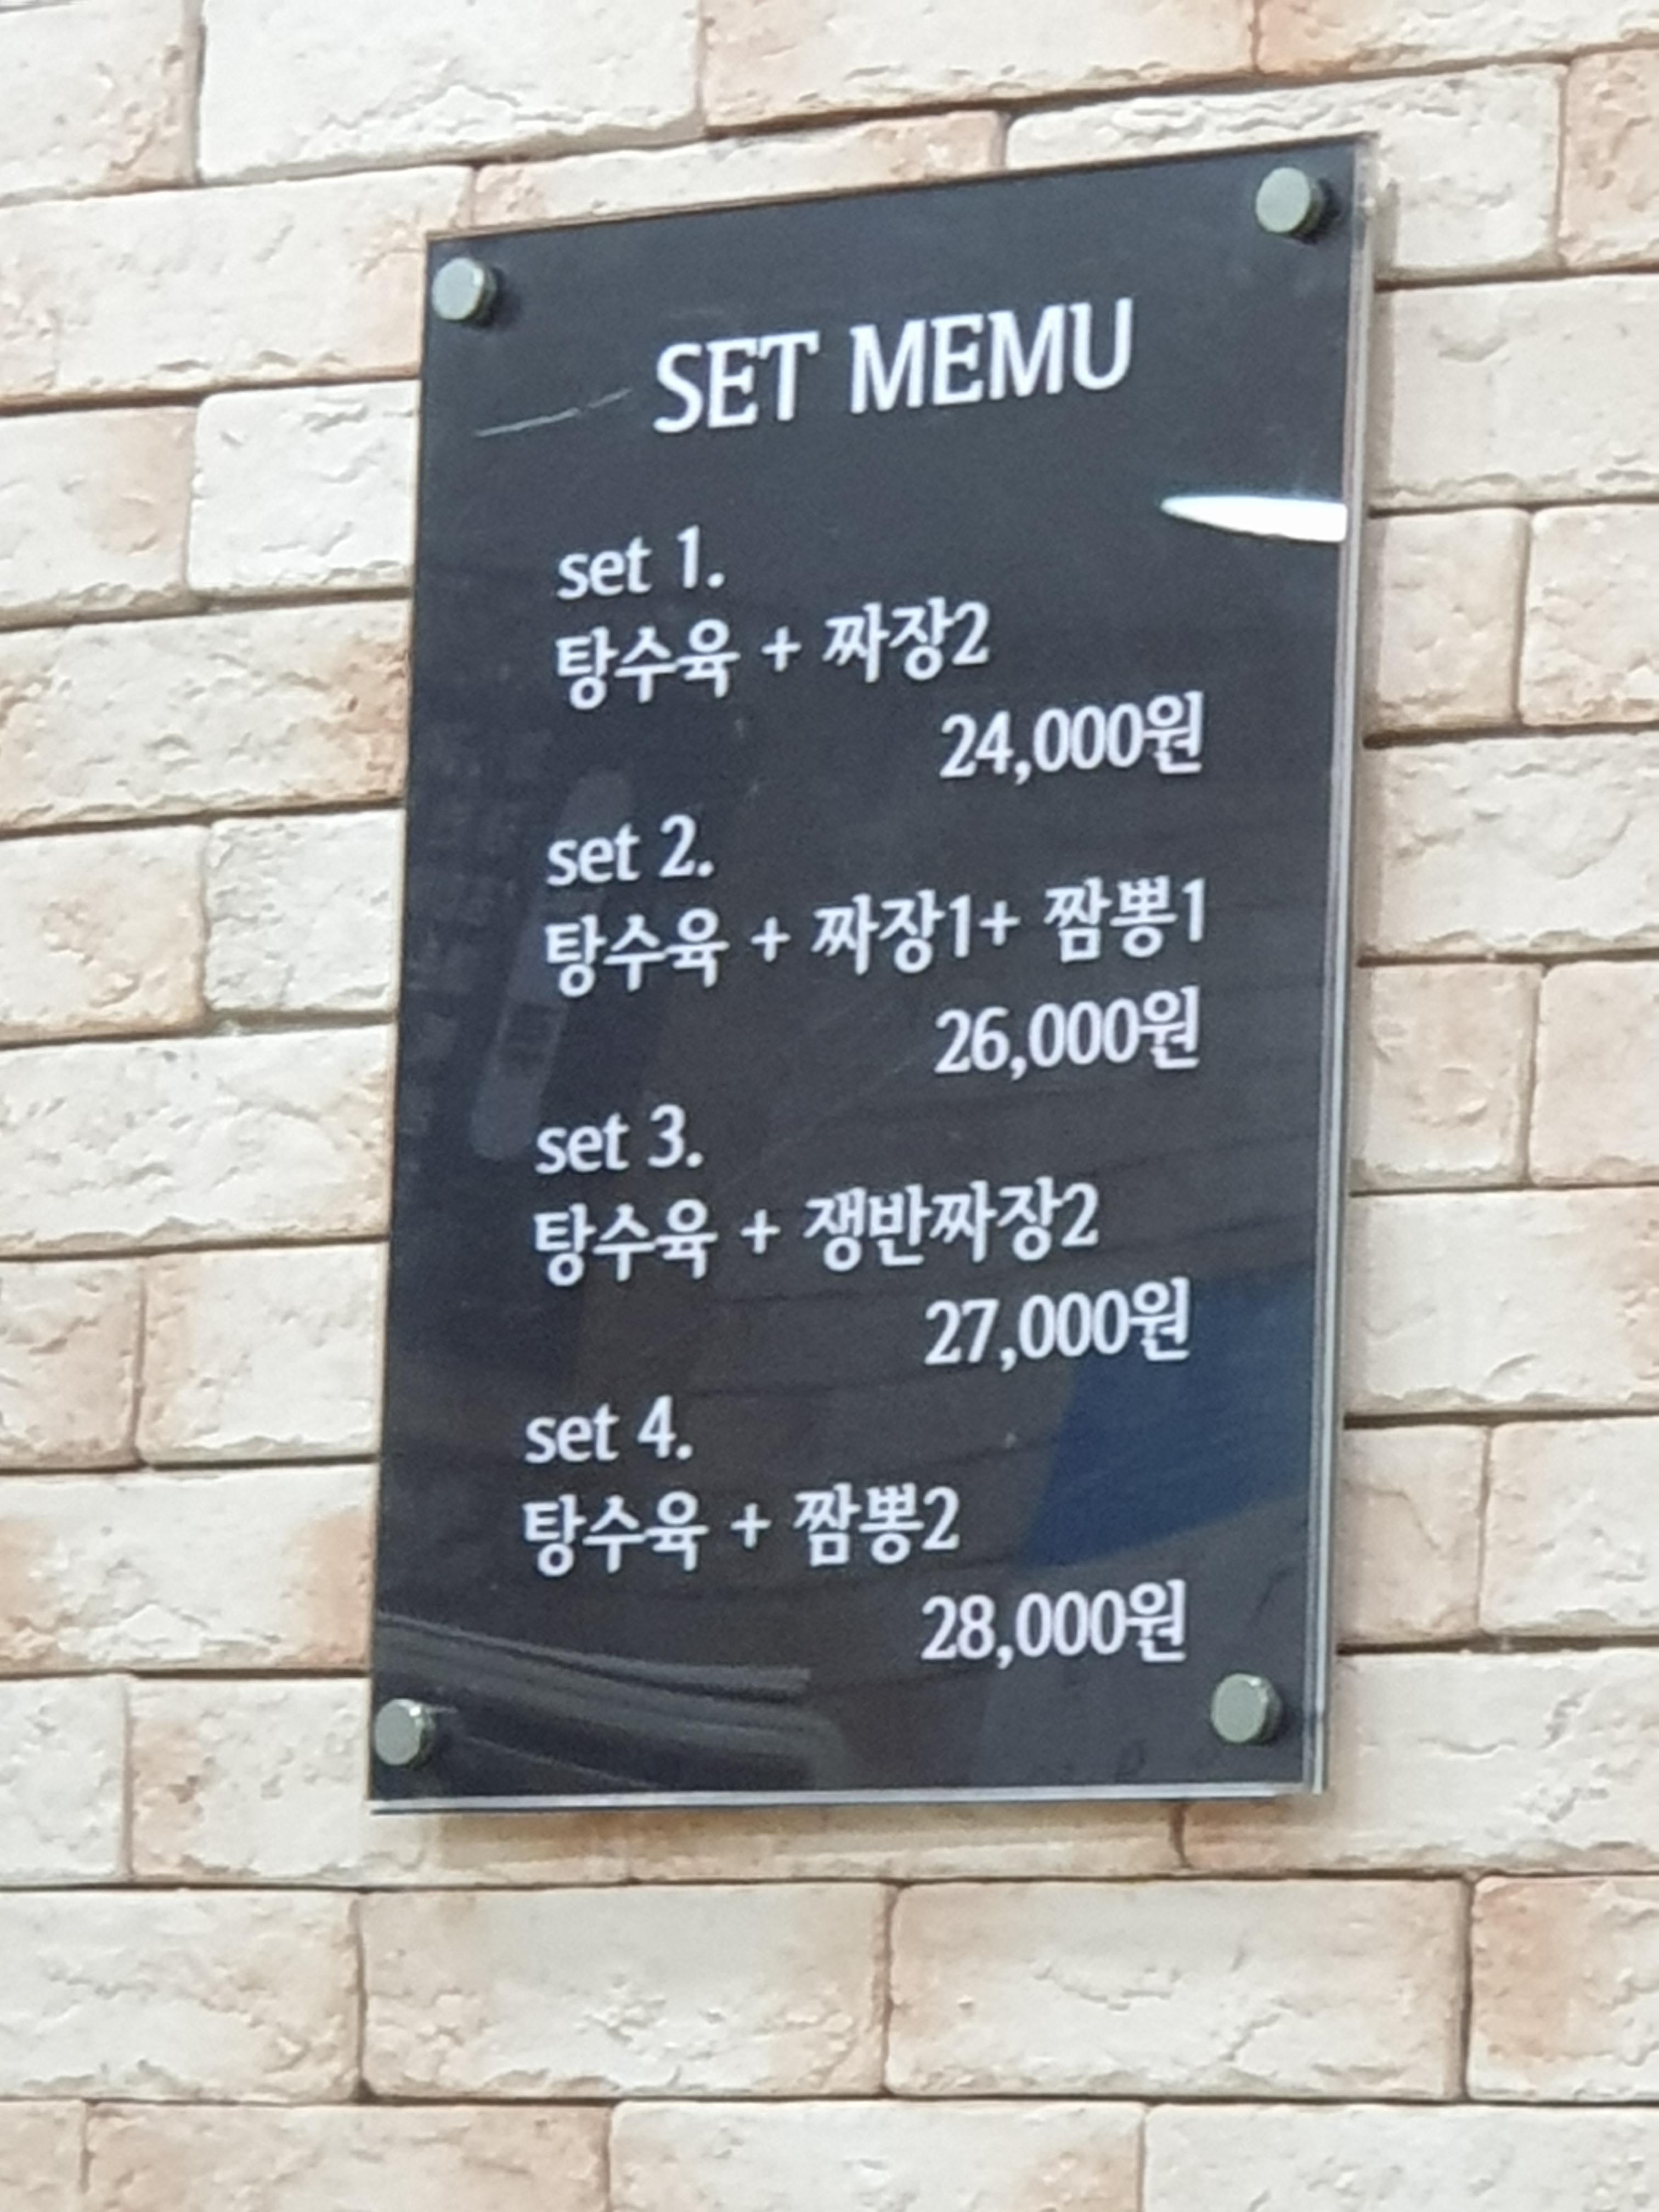 SET MEMU
set 1.
탕수육 + 짜장2
24,000원
set 2.
탕수육 + 짜장1+ 짬뽕1
26,000원
set 3.
탕수육 + 쟁반짜장2
27,000원
set 4.
탕수육 + 짬뽕2
28,000원